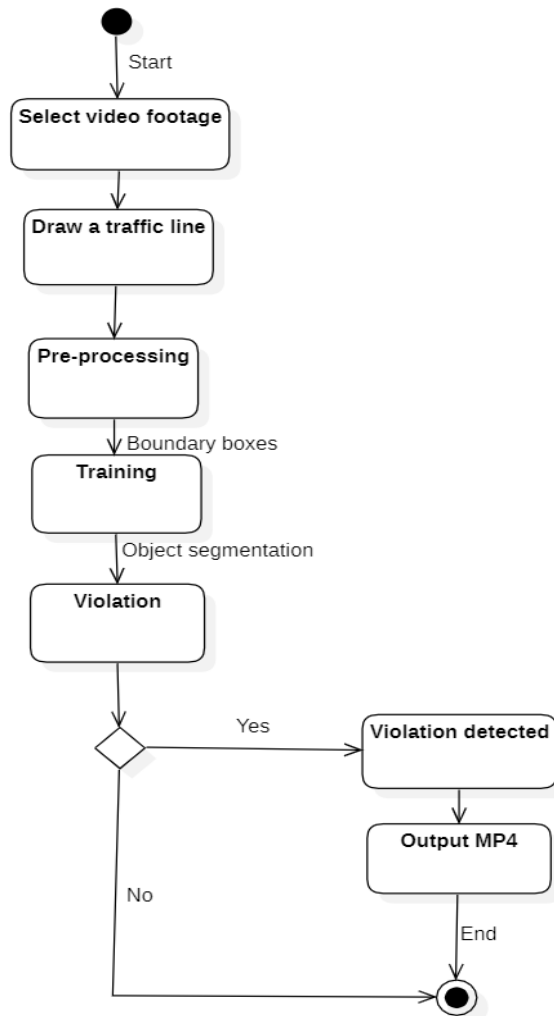 Start
Select video footage
Draw a traffic line
Pre-processing
Boundary boxes
Training
Object segmentation
Violation
Yes
Violation detected
Output MP4
No
End